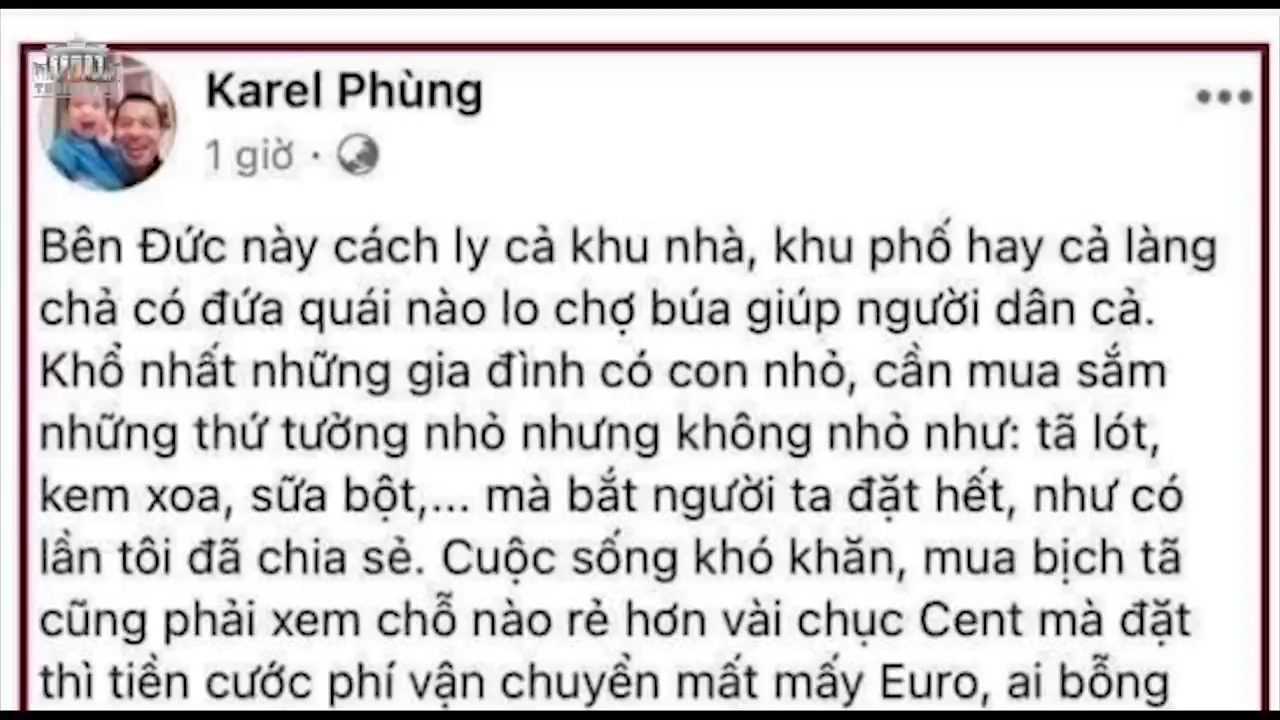 Karel Phùng
1 giờ ·
Bên Đức này cách ly cả khu nhà, khu phố hay cả làng
chả có đứa quái nào lo chợ búa giúp người dân cả.
Khổ nhất những gia đình có con nhỏ, cần mua sắm
những thứ tưởng nhỏ nhưng không nhỏ như: tã lót,
kem xoa, sữa bột,... mà bắt người ta đặt hết, như có
lần tôi đã chia sẻ. Cuộc sống khó khăn, mua bịch tã
cũng phải xem chỗ nào rẻ hơn vài chục Cent mà đặt
thì tiền cước phí vận chuyển mất mấy Euro, ai bỗng